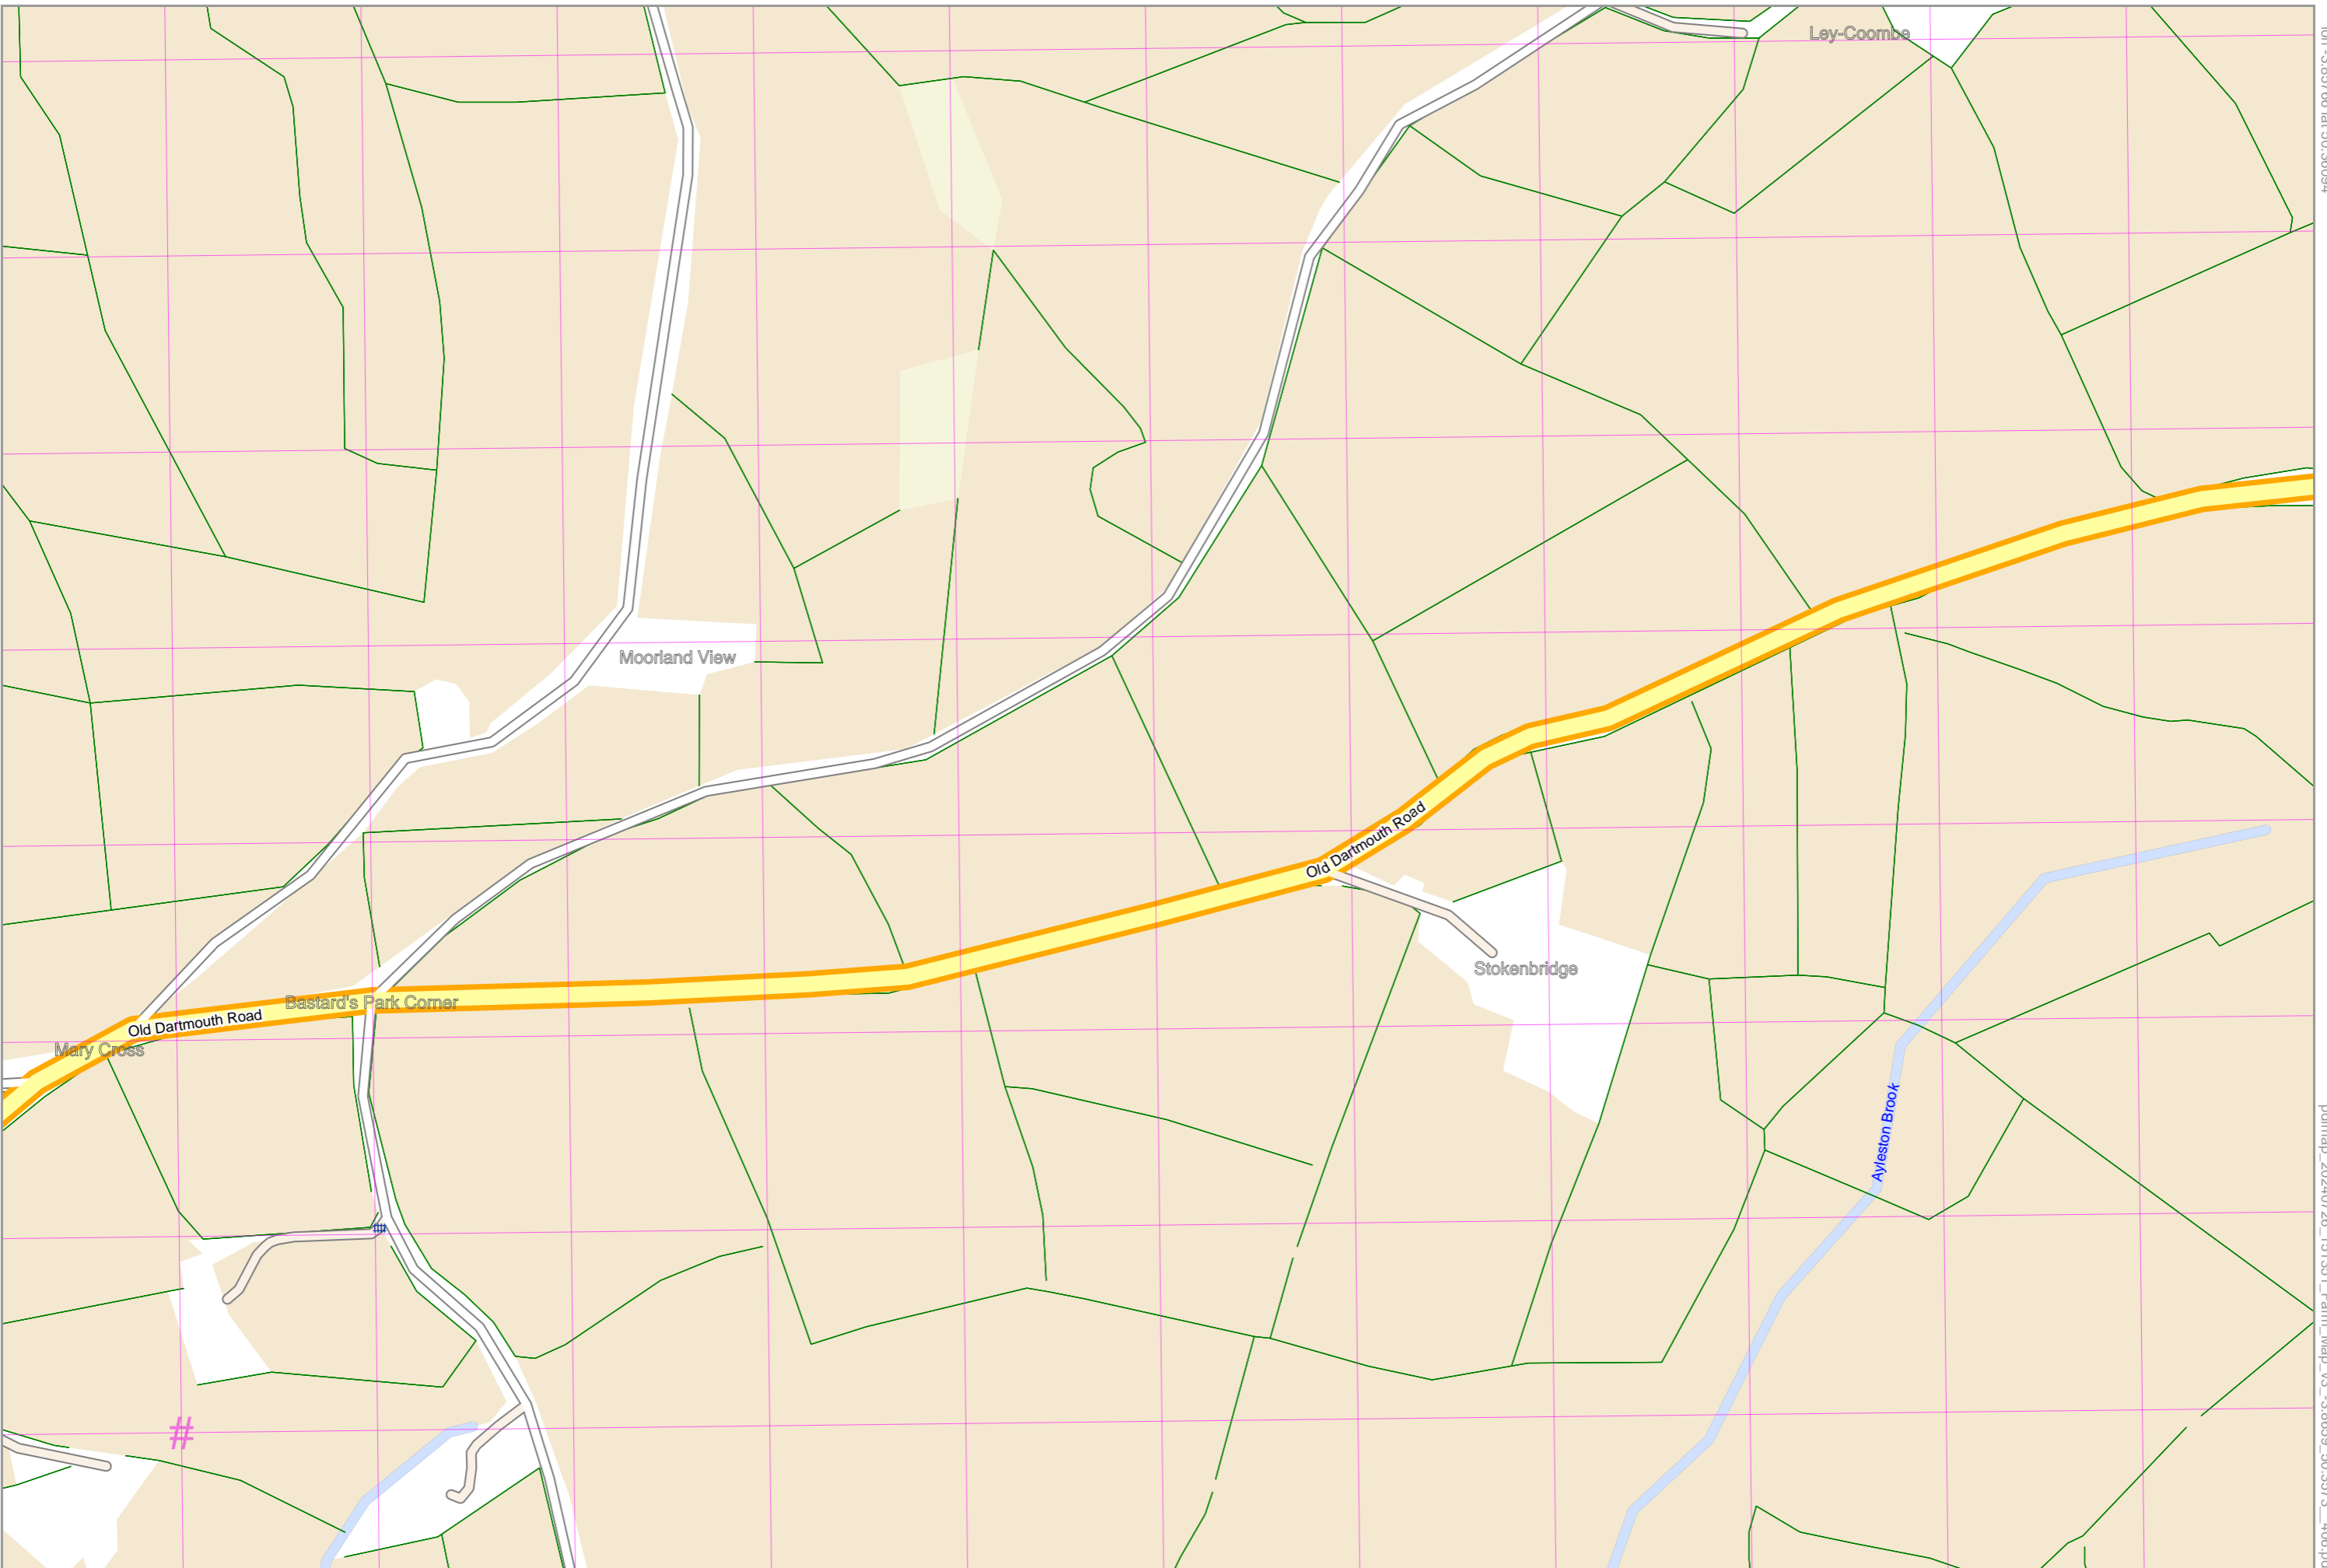 Ley-Coombe
Moorland View
Old Dartmouth Road
Stokenbridge
Bastard's Park Corner
Old Dartmouth Road
Mary Cross
Ayleston Brook
#